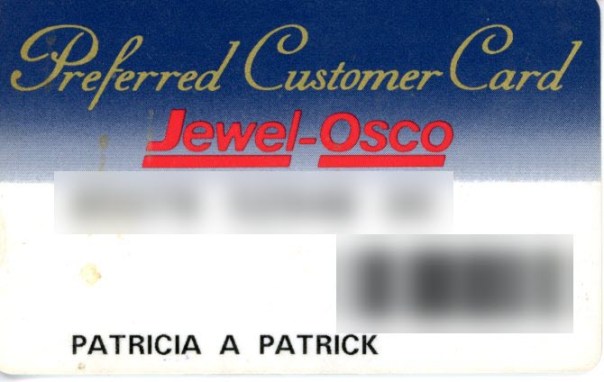 Preferred Customer Card
Jewel-Osco
PATRICIA A PATRICK